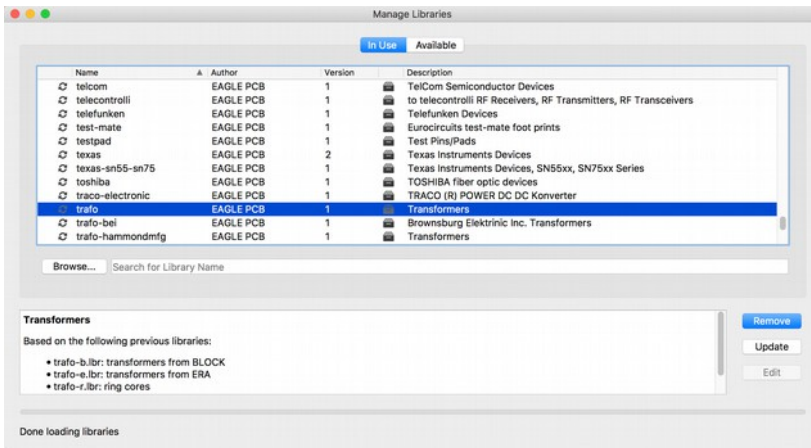 Manage Libraries
In Use Available
Name Author Version Description
telcom EAGLE PCB 1 TelCom Semiconductor Devices
telecontrolli EAGLE PCB 1 to telecontrolli RF Receivers, RF Transmitters, RF Transceivers
telefunken EAGLE PCB 1 Telefunken Devices
test-mate EAGLE PCB 1 Eurocircuits test-mate foot prints
testpad EAGLE PCB 1 Test Pins/Pads
texas EAGLE PCB 2 Texas Instruments Devices
texas-sn55-sn75 EAGLE PCB 1 Texas Instruments Devices, SN55xx, SN75xx Series
toshiba EAGLE PCB 1 TOSHIBA fiber optic devices
traco-electronic EAGLE PCB 1 TRACO (R) POWER DC DC Konverter
trafo EAGLE PCB 1 Transformers
trafo-bei EAGLE PCB 1 Brownsburg Elektrinic Inc. Transformers
trafo-hammondmfg EAGLE PCB 1 Transformers
Browse... Search for Library Name
Transformers
Remove
Based on the following previous libraries:
Update
• trafo-b.lbr: transformers from BLOCK
• trafo-e.lbr: transformers from ERA
Edit
• trafo-r.lbr: ring cores
Done loading libraries